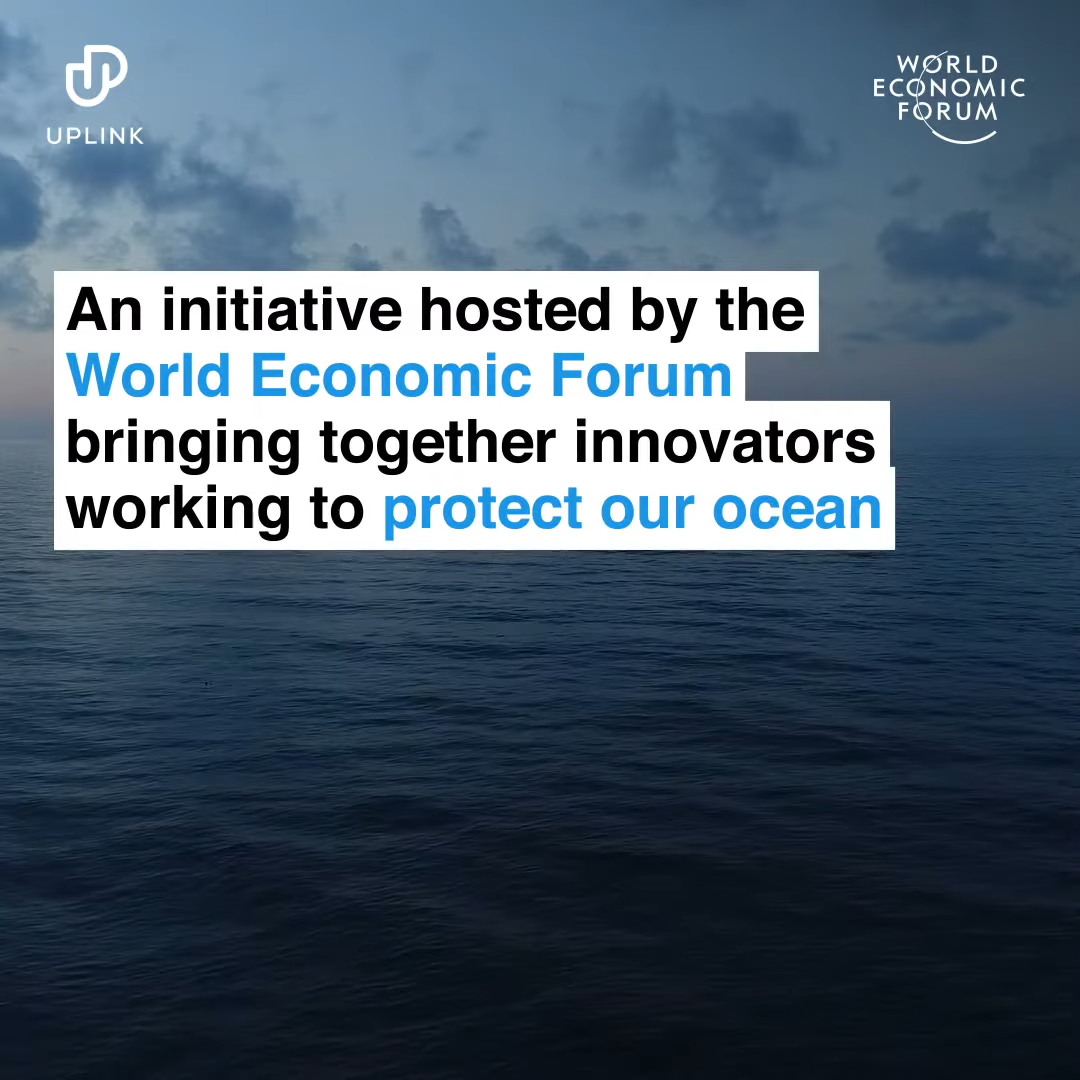 UPLINK
WORLD
ECONOMIC
FORUM
An initiative hosted by the
World Economic Forum
bringing together innovators
working to protect our ocean